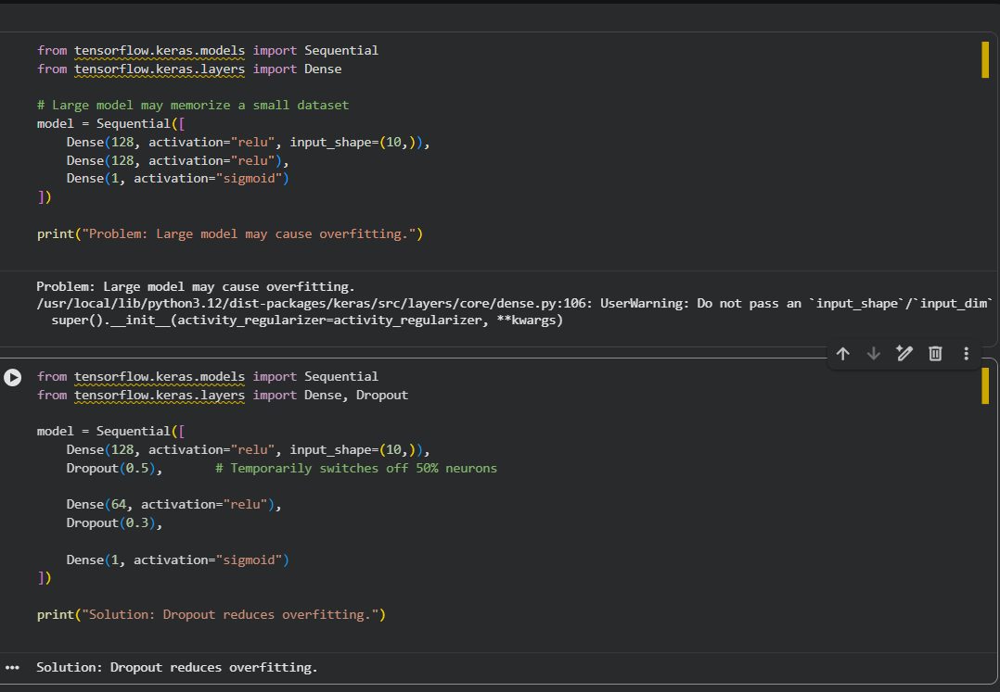 from tensorflow.keras.models import Sequential
from tensorflow.keras.layers import Dense
# Large model may memorize a small dataset
model = Sequential([
    Dense(128, activation="relu", input_shape=(10,)),
    Dense(128, activation="relu"),
    Dense(1, activation="sigmoid")
])
print("Problem: Large model may cause overfitting.")
Problem: Large model may cause overfitting.
/usr/local/lib/python3.12/dist-packages/keras/src/layers/core/dense.py:106: UserWarning: Do not pass an `input_shape`/`input_dim`
  super().__init__(activity_regularizer=activity_regularizer, **kwargs)
from tensorflow.keras.models import Sequential
from tensorflow.keras.layers import Dense, Dropout
model = Sequential([
    Dense(128, activation="relu", input_shape=(10,)),
    Dropout(0.5),       # Temporarily switches off 50% neurons
    Dense(64, activation="relu"),
    Dropout(0.3),
    Dense(1, activation="sigmoid")
])
print("Solution: Dropout reduces overfitting.")
Solution: Dropout reduces overfitting.